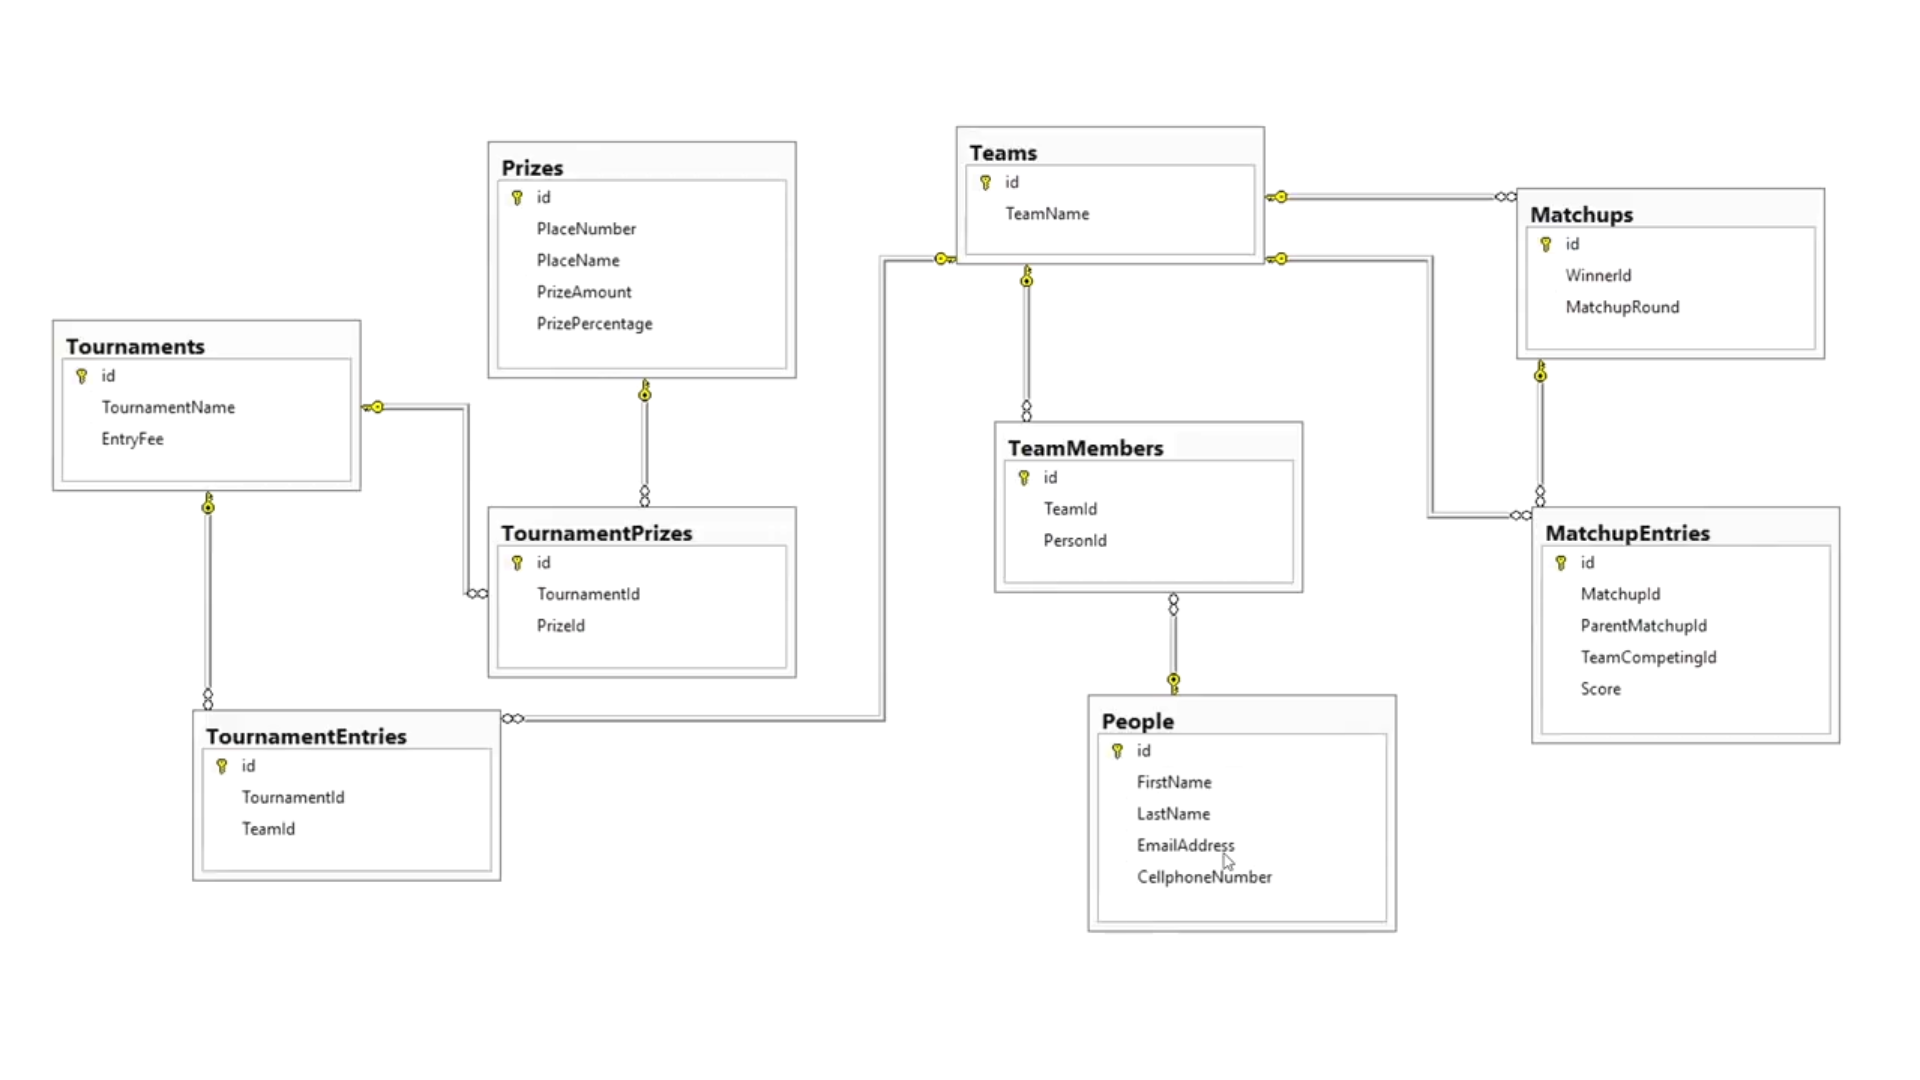 Prizes
id
PlaceNumber
PlaceName
PrizeAmount
PrizePercentage
Teams
id
TeamName
Matchups
id
WinnerId
MatchupRound
Tournaments
id
TournamentName
EntryFee
TeamMembers
id
TeamId
PersonId
TournamentPrizes
id
TournamentId
PrizeId
MatchupEntries
id
MatchupId
ParentMatchupId
TeamCompetingId
Score
TournamentEntries
id
TournamentId
TeamId
People
id
FirstName
LastName
EmailAddress
CellphoneNumber